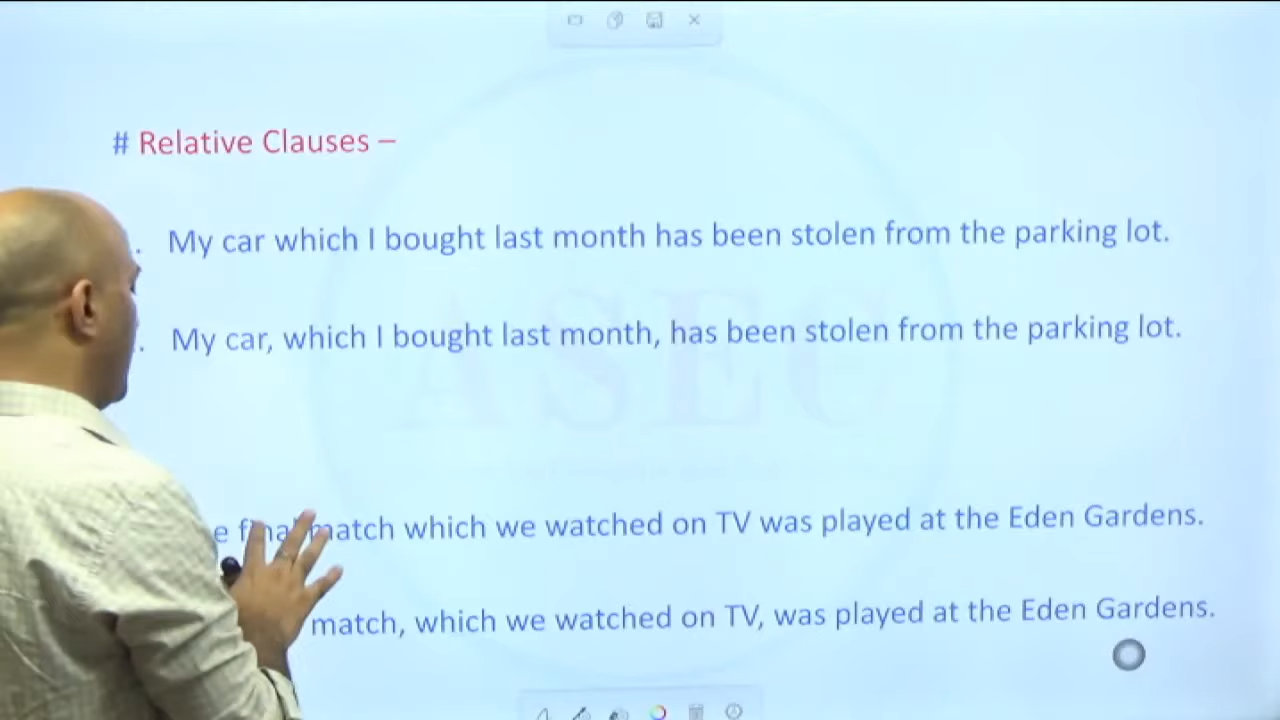 # Relative Clauses –
. My car which I bought last month has been stolen from the parking lot.
. My car, which I bought last month, has been stolen from the parking lot.
e final match which we watched on TV was played at the Eden Gardens.
match, which we watched on TV, was played at the Eden Gardens.
ASEC